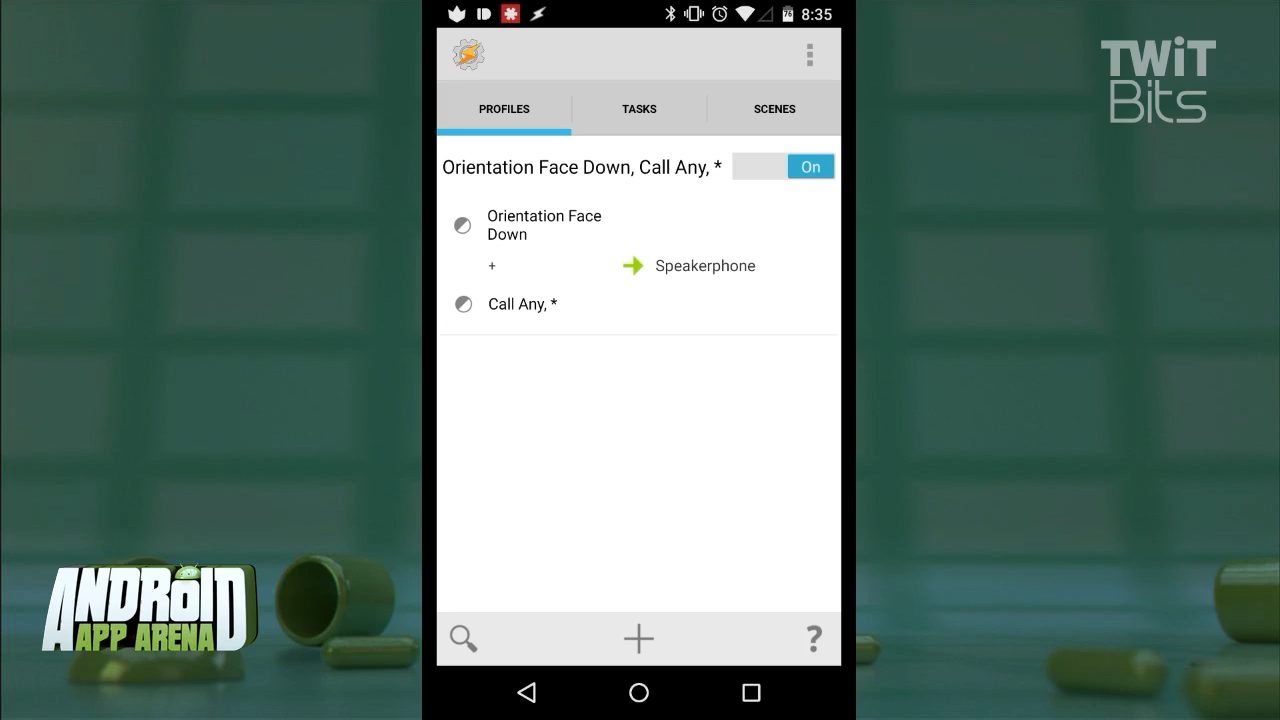 76 8:35
TWiT
Bits
PROFILES TASKS SCENES
Orientation Face Down, Call Any, * On
Orientation Face
Down
+ Speakerphone
Call Any, *
ANDROID
APP ARENA
?